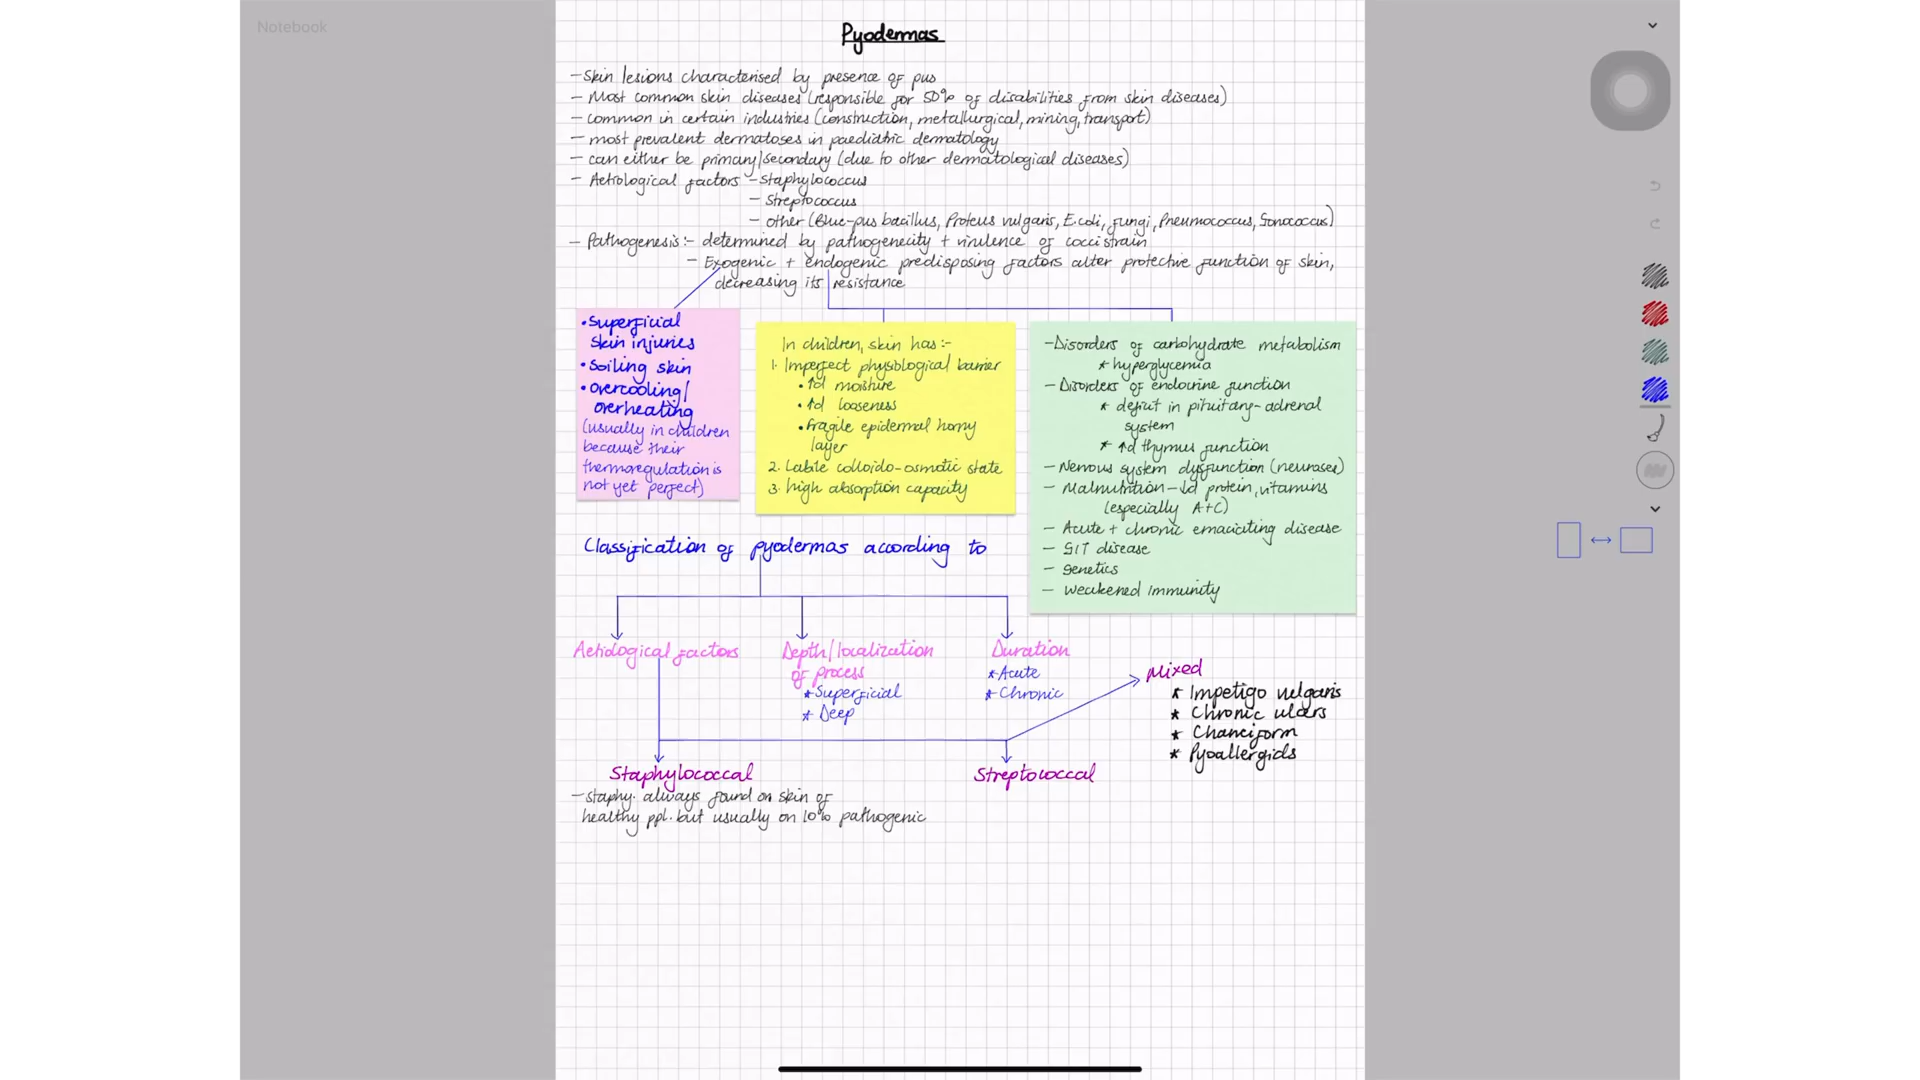 Notebook
Pyodermas
- Skin lesions characterised by presence of pus
- Most common skin diseases (responsible for 50% of disabilities from skin diseases)
- common in certain industries (construction, metallurgical, mining, transport)
- most prevalent dermatoses in paediatric dermatology
- can either be primary/secondary (due to other dermatological diseases)
- Aetiological factors - Staphylococcus
- Streptococcus
- other (Blue-pus bacillus, Proteus vulgaris, E.coli, fungi, Pneumococcus, Gonococcus)
- Pathogenesis:- determined by pathogenecity + virulence of cocci strain
- Exogenic + endogenic predisposing factors alter protective function of skin,
decreasing its resistance
• Superficial
skin injuries
• Soiling skin
• overcooling/
overheating
(usually in children
because their
thermoregulation is
not yet perfect)
In children, skin has:-
1. Imperfect physiological barrier
• ↑d moisture
• ↑d looseness
• fragile epidermal horny
layer
2. Labile colloido-osmotic state
3. high absorption capacity
- Disorders of carbohydrate metabolism
* hyperglycemia
- Disorders of endocrine function
* deficit in pituitary-adrenal
system
* ↑d thymus function
- Nervous system dysfunction (neuroses)
- Malnutrition - ↓d protein, vitamins
(especially A+C)
- Acute + chronic emaciating disease
- GIT disease
- genetics
- weakened immunity
Classification of pyodermas according to
Aetiological factors
Depth/localization
of process
* Superficial
* Deep
Duration
* Acute
* Chronic
Mixed
* Impetigo vulgaris
* Chronic ulcers
* Chanciform
* Pyoallergids
Staphylococcal
- staphy. always found on skin of
healthy ppl. but usually on 10% pathogenic
Streptococcal